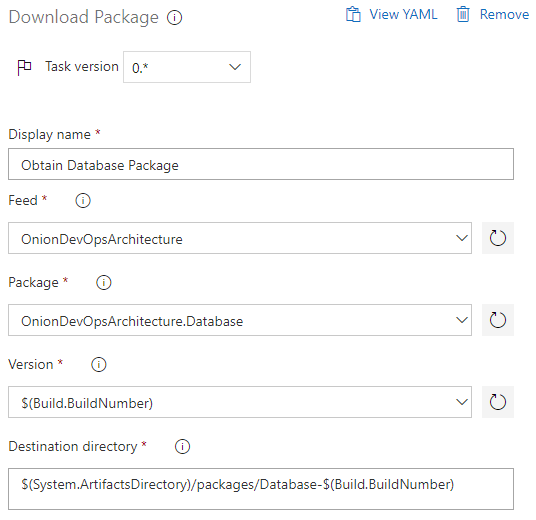 Download Package
View YAML
Remove
Task version 0.*
Display name *
Obtain Database Package
Feed *
OnionDevOpsArchitecture
Package *
OnionDevOpsArchitecture.Database
Version *
$(Build.BuildNumber)
Destination directory *
$(System.ArtifactsDirectory)/packages/Database-$(Build.BuildNumber)